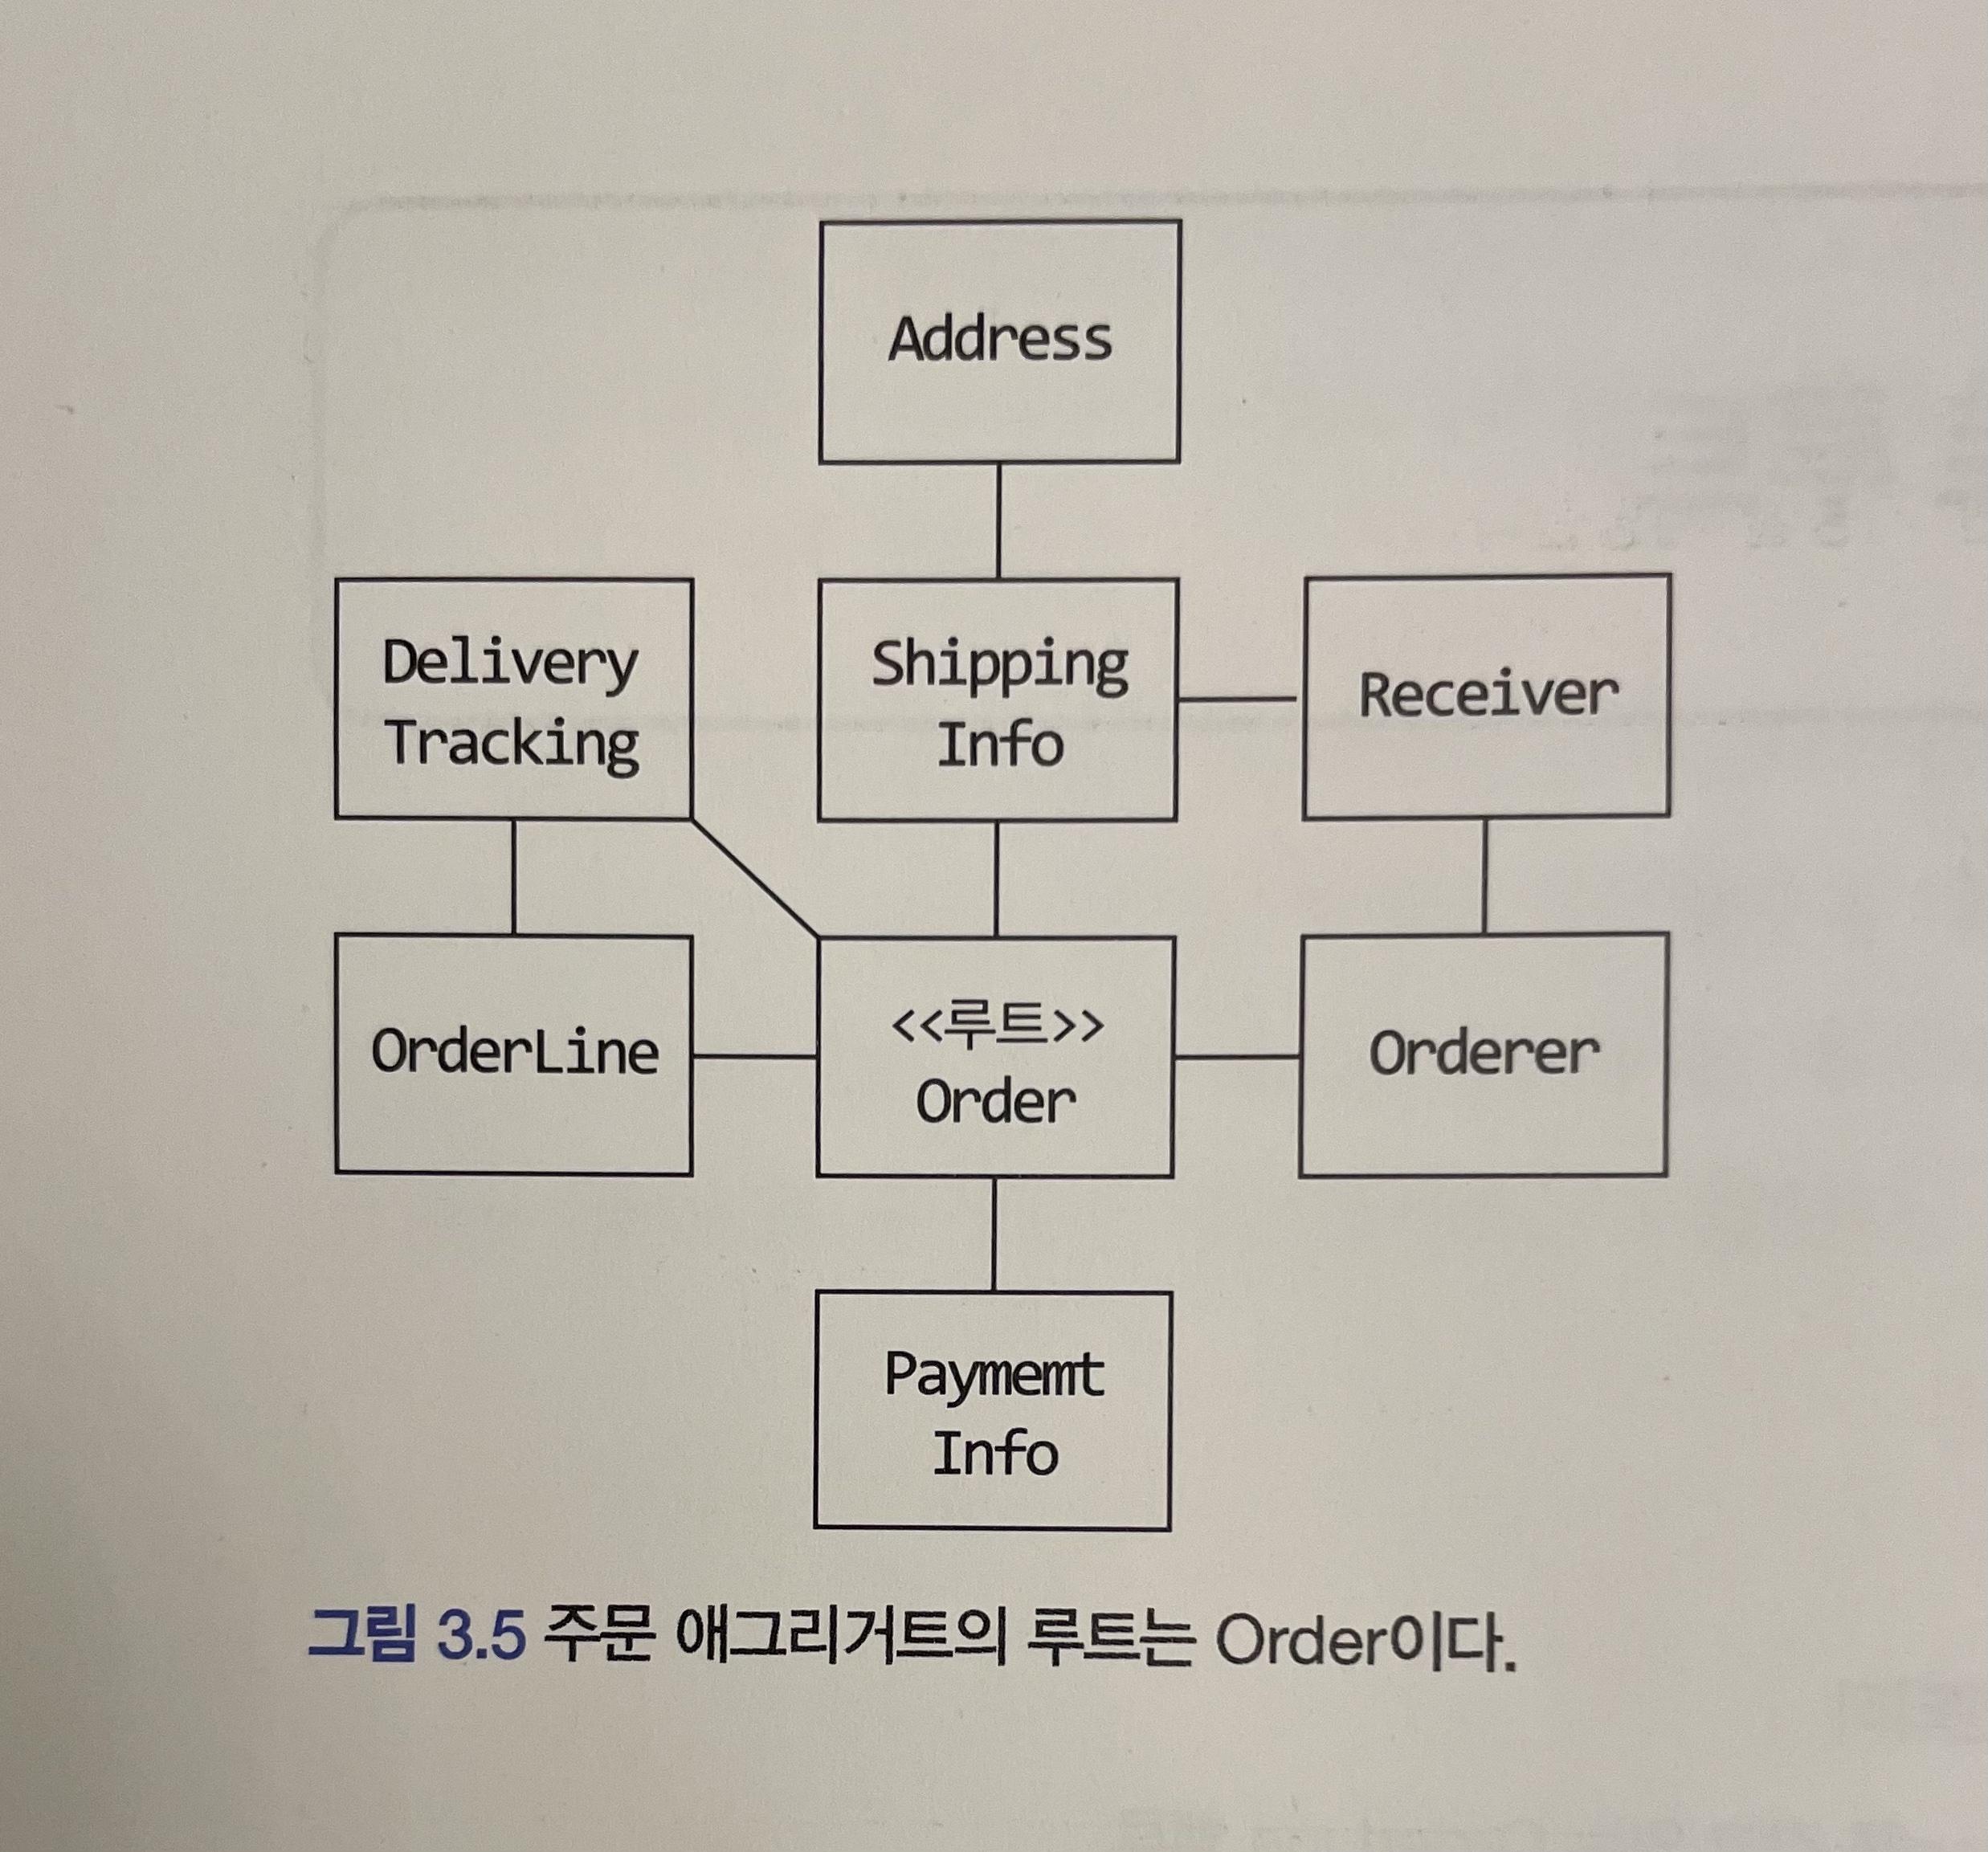 Address
Delivery
Tracking
Shipping
Info
Receiver
OrderLine
<<루트>>
Order
Orderer
Paymemt
Info
그림 3.5 주문 애그리거트의 루트는 Order이다.